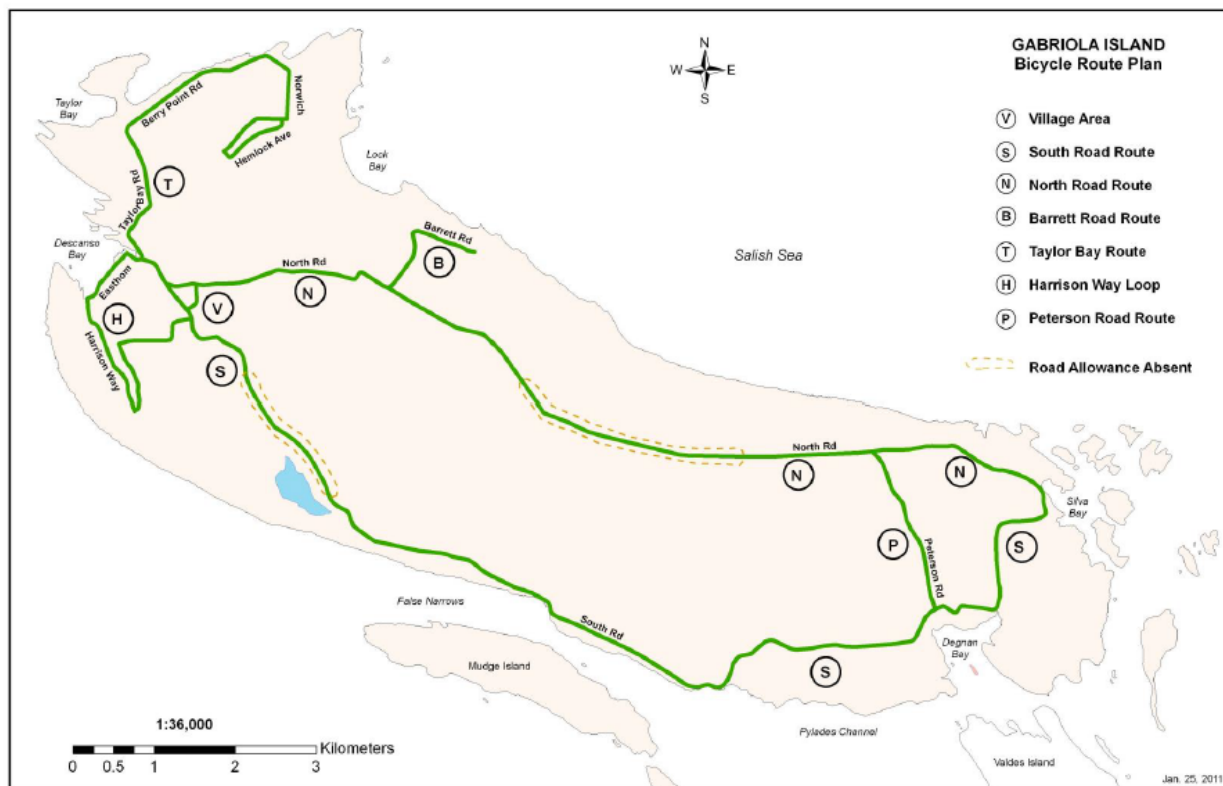 GABRIOLA ISLAND
Bicycle Route Plan
V Village Area
S South Road Route
N North Road Route
B Barrett Road Route
T Taylor Bay Route
H Harrison Way Loop
P Peterson Road Route
Road Allowance Absent
N
W E
S
Taylor
Bay
Berry Point Rd
Norwich
Hemlock Ave
Lock
Bay
T
Taylor Bay Rd
Descanso
Bay
Easthom
Barrett Rd
B
Salish Sea
North Rd
N
V
H
Harrison Way
S
North Rd
N
N
Silva
Bay
P
Peterson Rd
S
False Narrows
South Rd
Mudge Island
Degnan
Bay
S
Pylades Channel
Valdes Island
1:36,000
Kilometers
0 0.5 1 2 3
Jan. 25, 2011